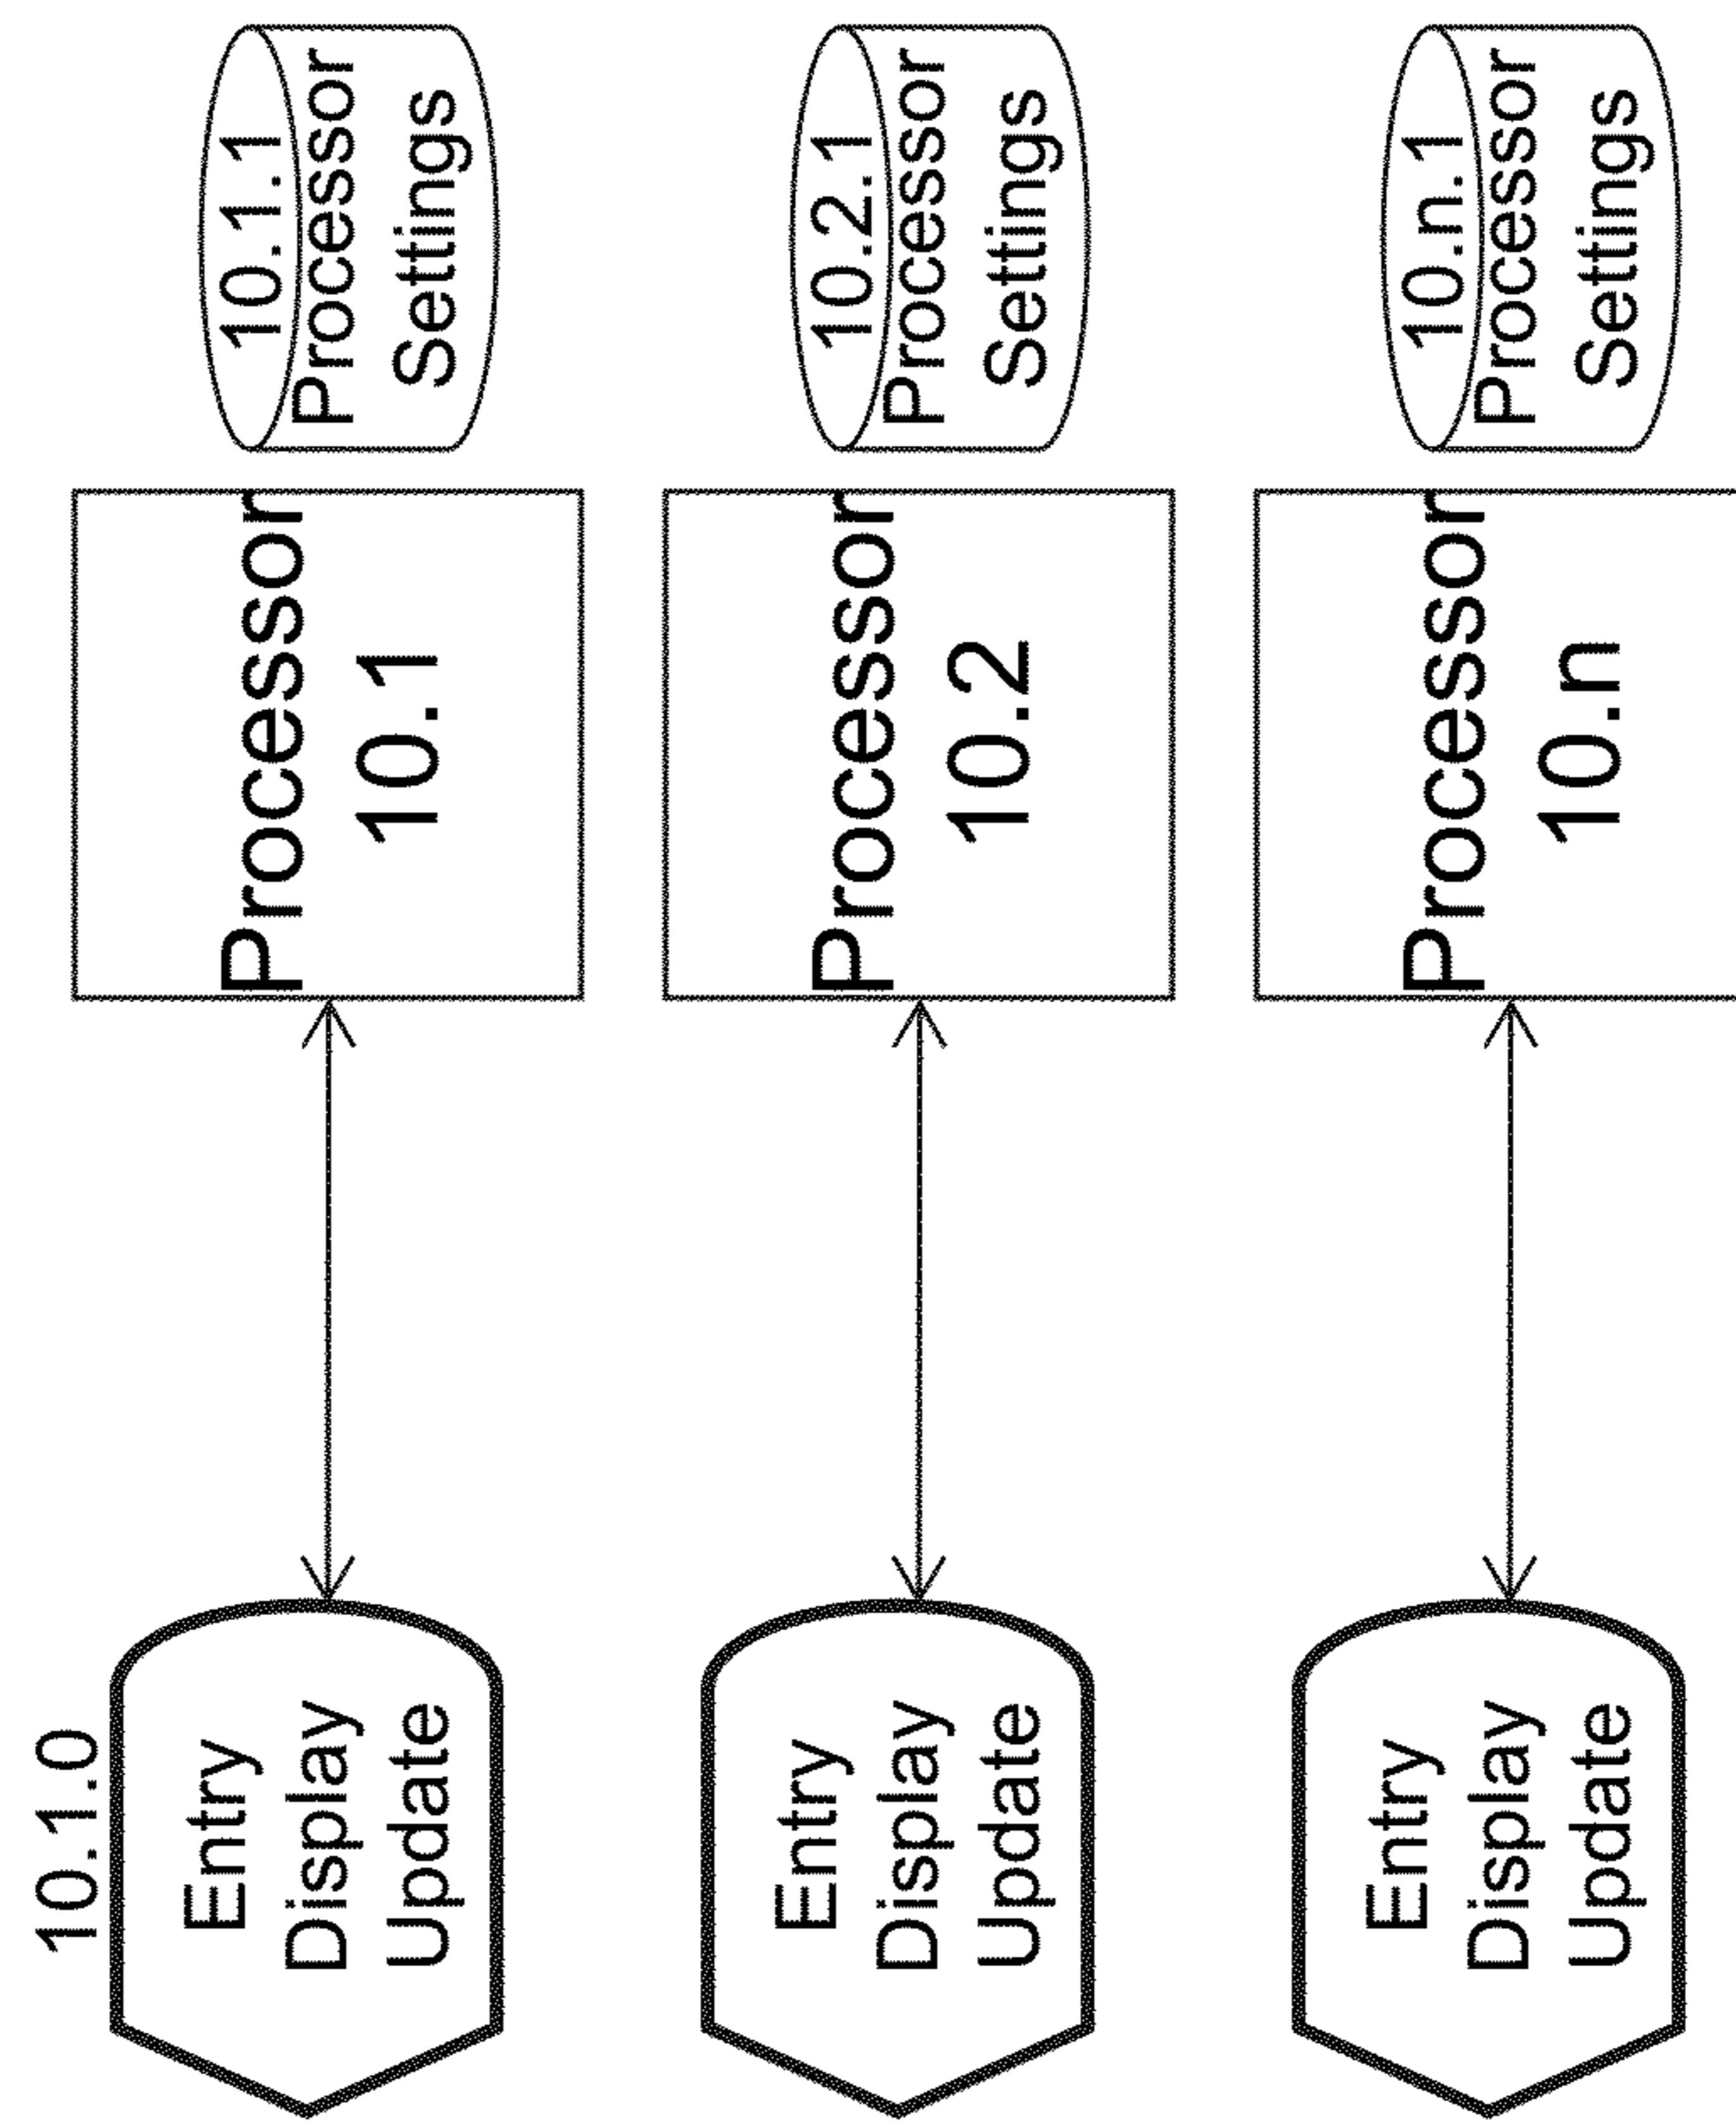 10.1.0
Entry
Display
Update
Processor
10.1
10.1.1
Processor
Settings
Entry
Display
Update
Processor
10.2
10.2.1
Processor
Settings
Entry
Display
Update
Processor
10.n
10.n.1
Processor
Settings